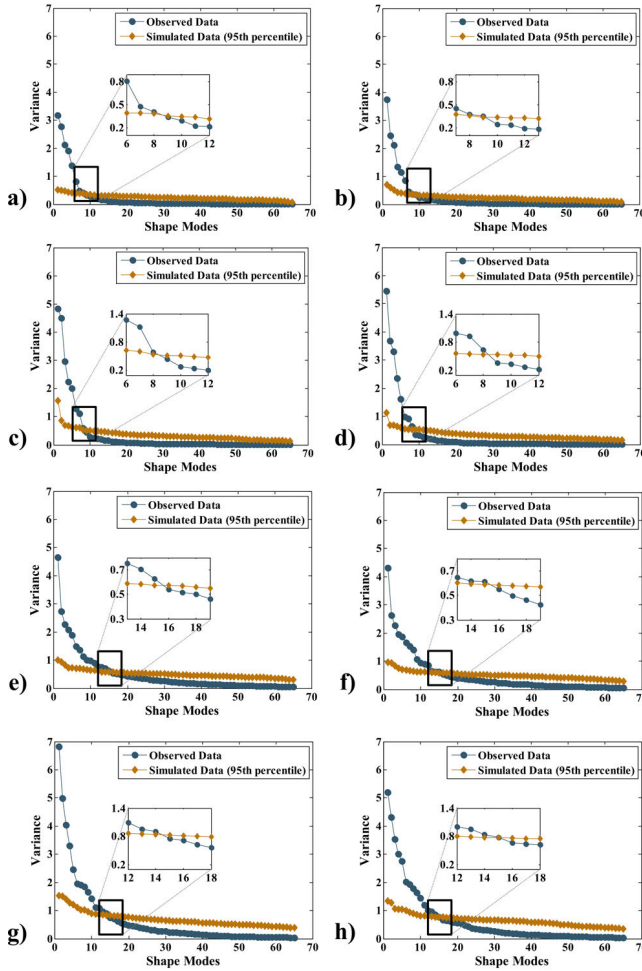 7
Observed Data
Simulated Data (95th percentile)
6
5
0.8
4
0.5
3
0.2
2
6 8 10 12
1
0
0 10 20 30 40 50 60 70
Variance
Shape Modes
a)
7
Observed Data
Simulated Data (95th percentile)
6
5
0.8
4
0.5
3
0.2
2
8 10 12
1
0
0 10 20 30 40 50 60 70
Variance
Shape Modes
b)
7
Observed Data
Simulated Data (95th percentile)
6
5
1.4
4
0.8
3
0.2
2
6 8 10 12
1
0
0 10 20 30 40 50 60 70
Variance
Shape Modes
c)
7
Observed Data
Simulated Data (95th percentile)
6
5
1.4
4
0.8
3
0.2
2
6 8 10 12
1
0
0 10 20 30 40 50 60 70
Variance
Shape Modes
d)
7
Observed Data
Simulated Data (95th percentile)
6
5
0.7
4
0.5
3
0.3
2
14 16 18
1
0
0 10 20 30 40 50 60 70
Variance
Shape Modes
e)
7
Observed Data
Simulated Data (95th percentile)
6
5
0.7
4
0.5
3
0.3
2
14 16 18
1
0
0 10 20 30 40 50 60 70
Variance
Shape Modes
f)
7
Observed Data
Simulated Data (95th percentile)
6
5
1.4
4
0.8
3
0.2
2
12 14 16 18
1
0
0 10 20 30 40 50 60 70
Variance
Shape Modes
g)
7
Observed Data
Simulated Data (95th percentile)
6
5
1.4
4
0.8
3
0.2
2
12 14 16 18
1
0
0 10 20 30 40 50 60 70
Variance
Shape Modes
h)